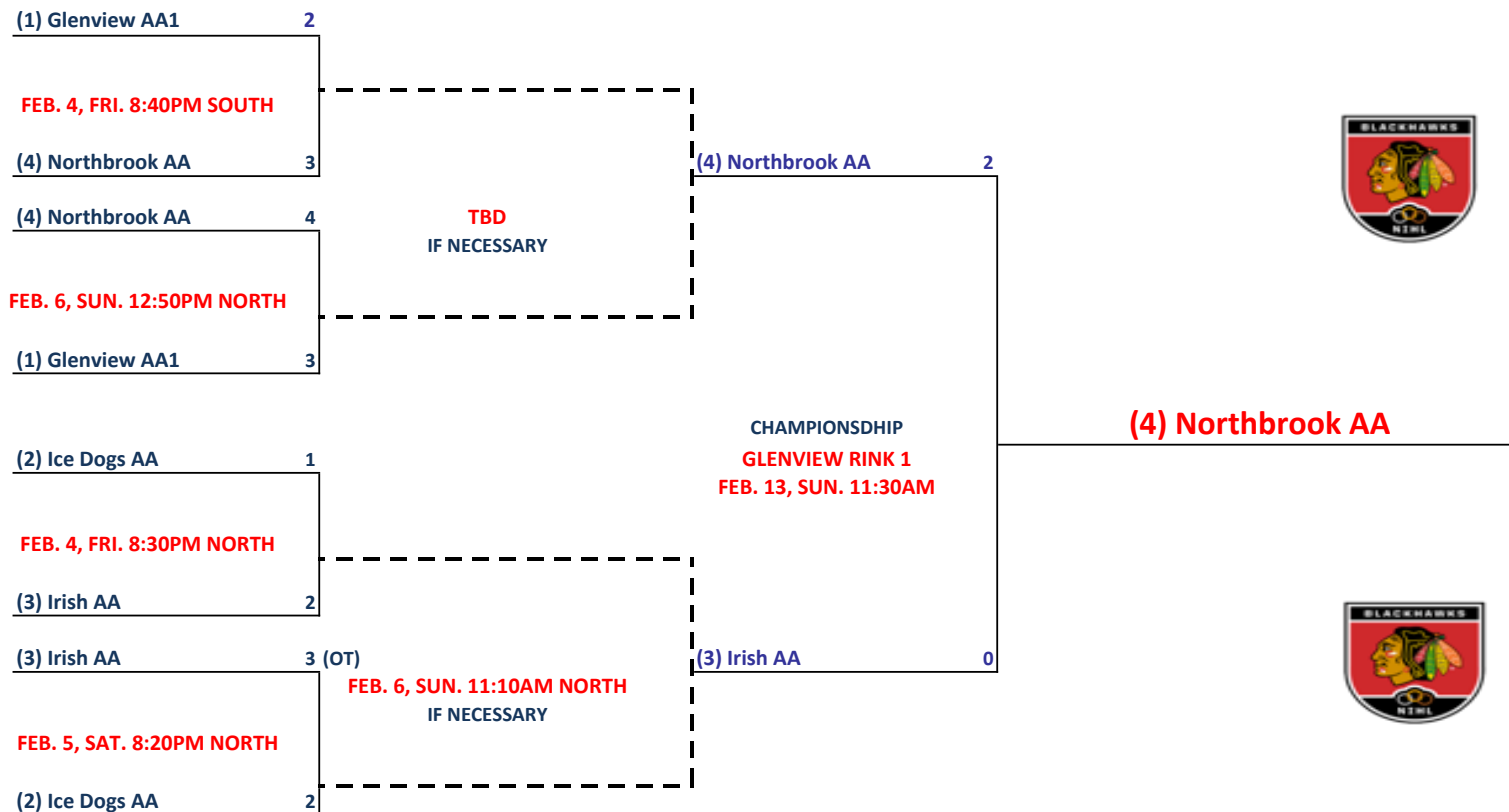 (1) Glenview AA1 2
FEB. 4, FRI. 8:40PM SOUTH
(4) Northbrook AA 3
(4) Northbrook AA 4
FEB. 6, SUN. 12:50PM NORTH
(1) Glenview AA1 3
TBD
IF NECESSARY
(2) Ice Dogs AA 1
FEB. 4, FRI. 8:30PM NORTH
(3) Irish AA 2
(3) Irish AA 3 (OT)
FEB. 5, SAT. 8:20PM NORTH
(2) Ice Dogs AA 2
FEB. 6, SUN. 11:10AM NORTH
IF NECESSARY
(4) Northbrook AA 2
CHAMPIONSDHIP
GLENVIEW RINK 1
FEB. 13, SUN. 11:30AM
(3) Irish AA 0
(4) Northbrook AA
BLACKHAWKS
NIHL
BLACKHAWKS
NIHL